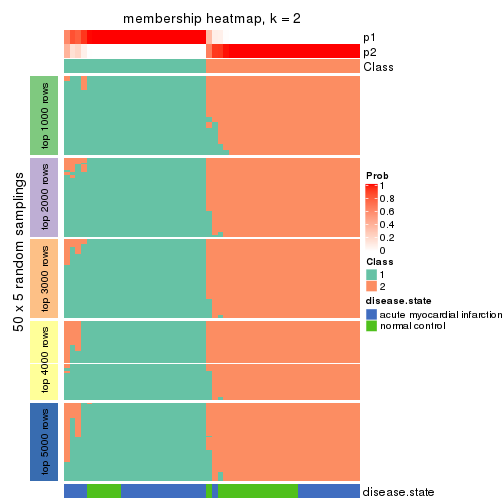 membership heatmap, k = 2
p1
p2
Class
50 x 5 random samplings
top 1000 rows
top 2000 rows
top 3000 rows
top 4000 rows
top 5000 rows
disease.state
Prob
1
0.8
0.6
0.4
0.2
0
Class
1
2
disease.state
acute myocardial infarction
normal control